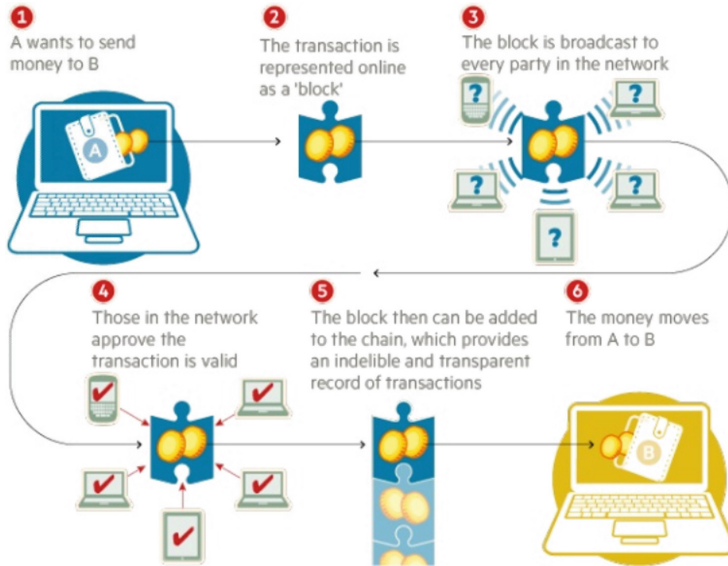 1
A wants to send
money to B
A
2
The transaction is
represented online
as a 'block'
3
The block is broadcast to
every party in the network
?
?
?
?
?
4
Those in the network
approve the
transaction is valid
5
The block then can be added
to the chain, which provides
an indelible and transparent
record of transactions
6
The money moves
from A to B
B